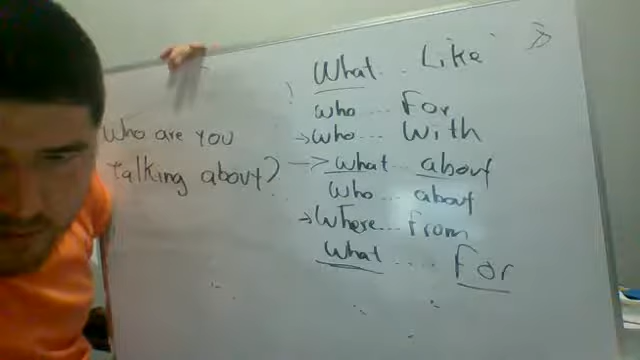 Who are you
talking about?
What .. Like
who ... For
→ who ... With
→ what .. about
who ... about
→ Where ... From
what .... For